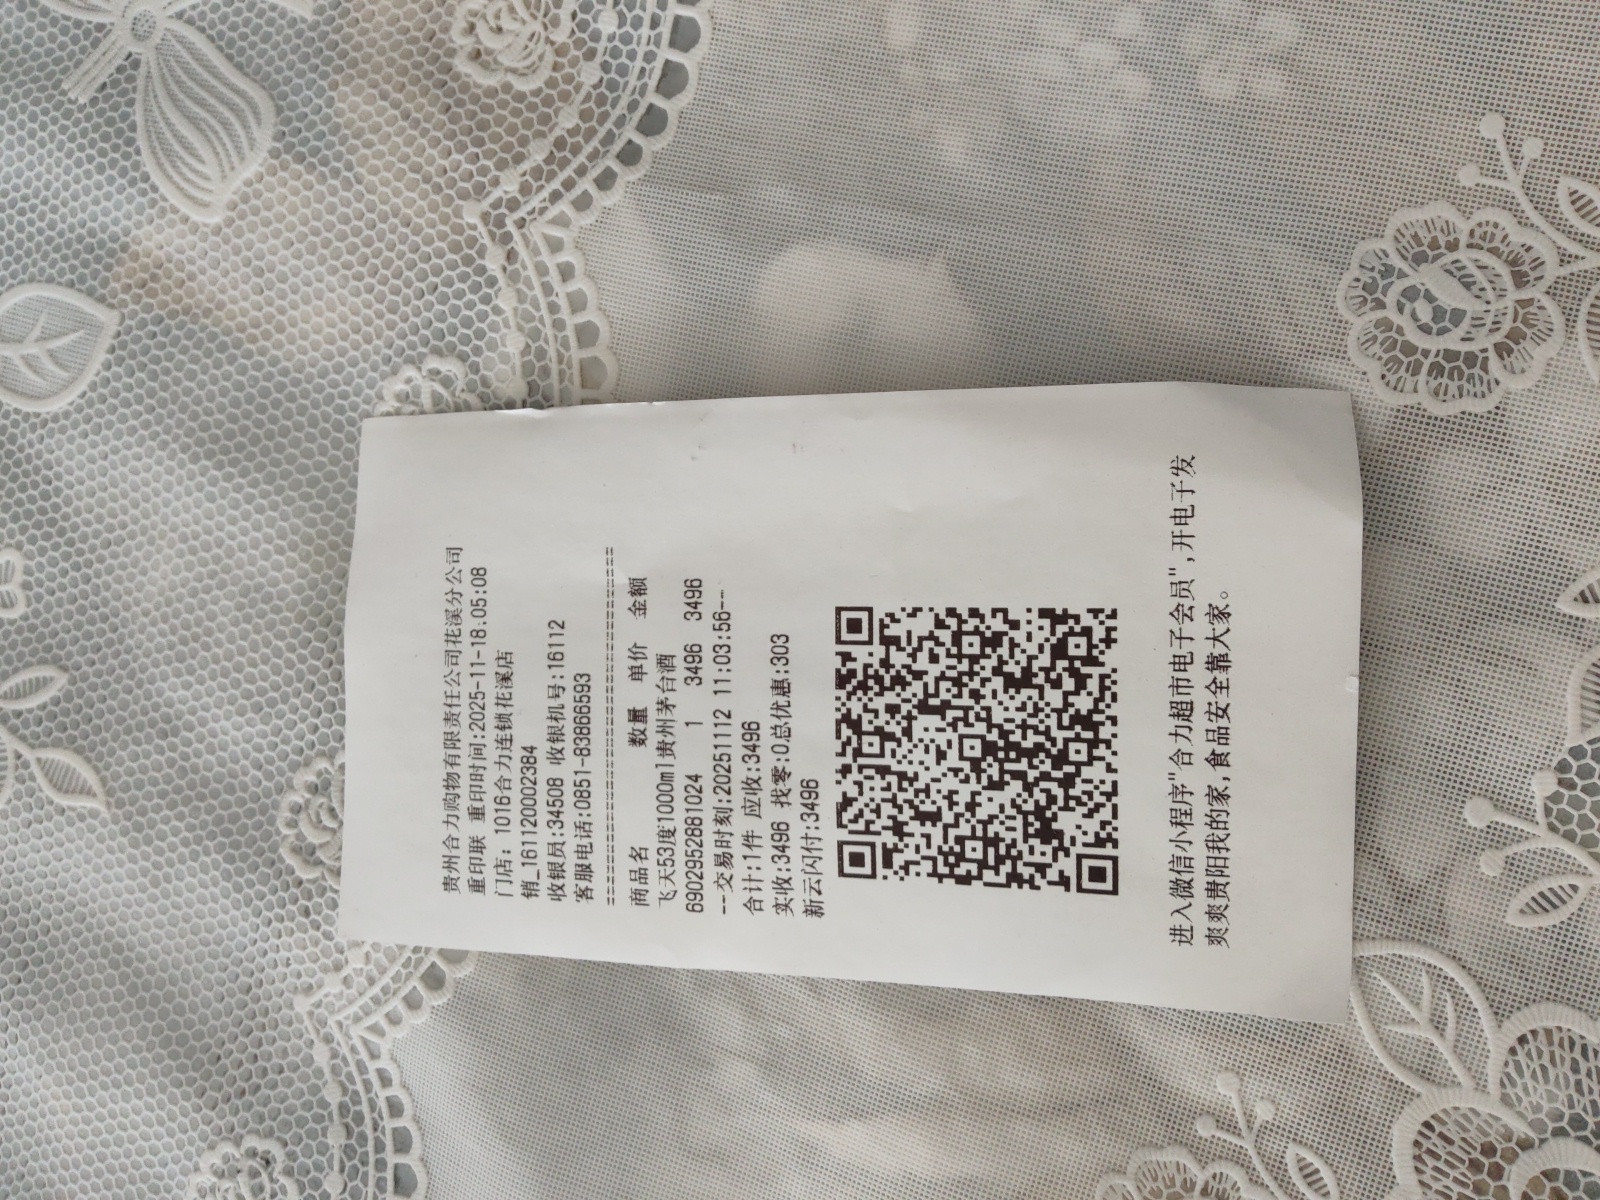 贵州合力购物有限责任公司花溪分公司
重印联 重印时间:2025-11-18.05:08
门店: 1016合力连锁花溪店
销_161120002384
收银员:34508 收银机号:16112
客服电话:0851-83866593
================================
商品名 数量 单价 金额
飞天53度1000ml贵州茅台酒
6902952881024 1 3496 3496
--交易时刻:20251112 11:03:56--
合计:1件 应收:3496
实收:3496 找零:0总优惠:303
新云闪付:3496
进入微信小程序"合力超市电子会员",开电子发
爽爽贵阳我的家,食品安全靠大家。